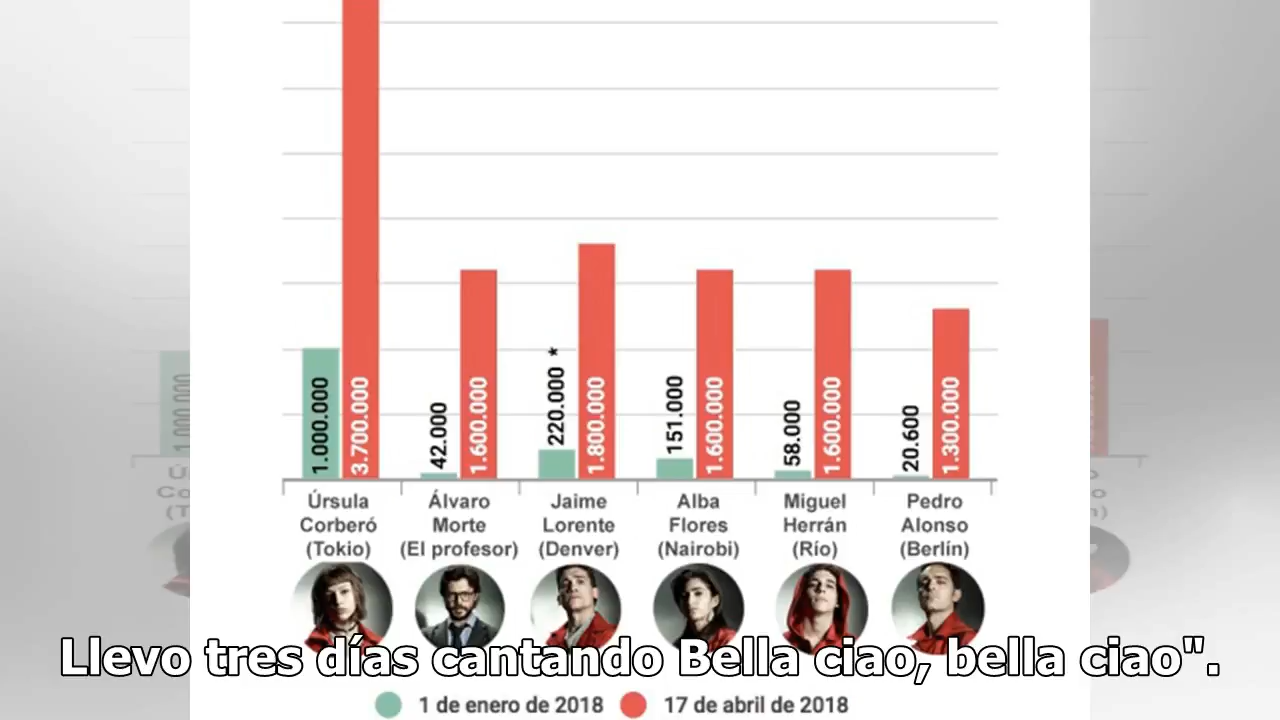 1.000.000
3.700.000
42.000
1.600.000
220.000 *
1.800.000
151.000
1.600.000
58.000
1.600.000
20.600
1.300.000
Úrsula
Corberó
(Tokio)
Álvaro
Morte
(El profesor)
Jaime
Lorente
(Denver)
Alba
Flores
(Nairobi)
Miguel
Herrán
(Río)
Pedro
Alonso
(Berlín)
Llevo tres días cantando Bella ciao, bella ciao".
1 de enero de 2018
17 de abril de 2018